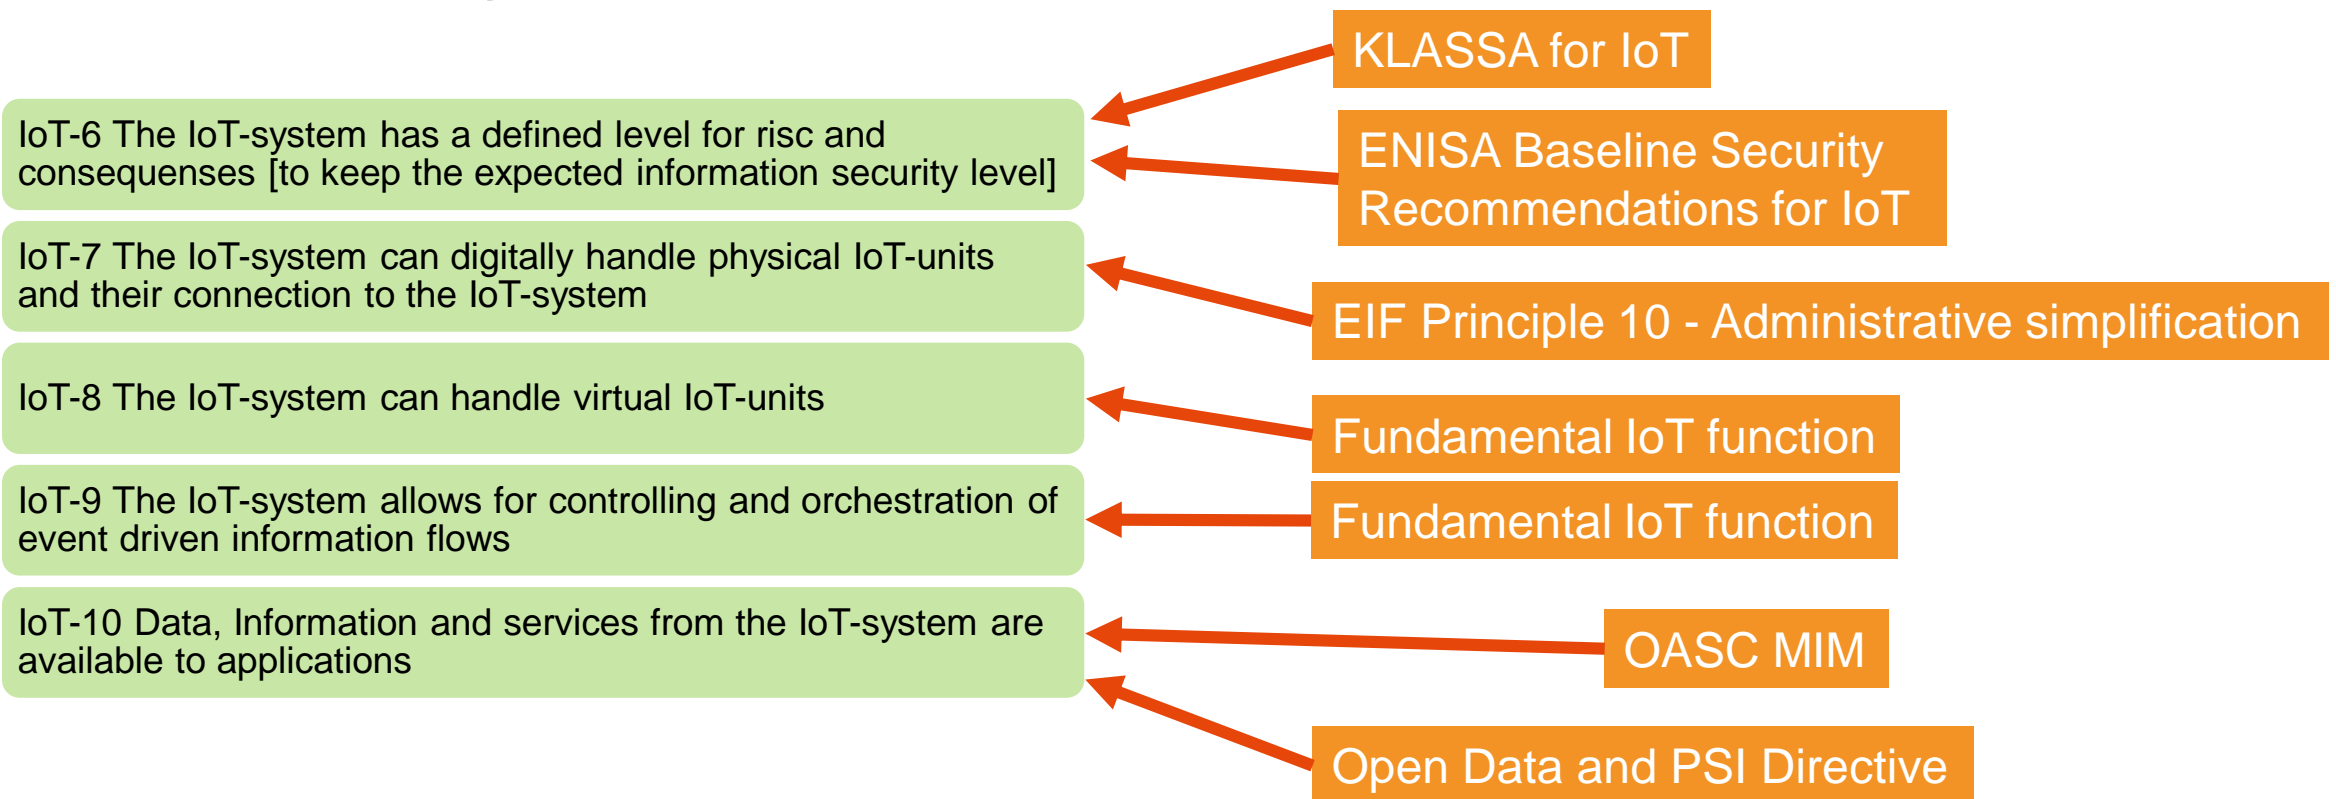 KLASSA for IoT
IoT-6 The IoT-system has a defined level for risc and
consequenses [to keep the expected information security level]
ENISA Baseline Security
Recommendations for IoT
IoT-7 The IoT-system can digitally handle physical IoT-units
and their connection to the IoT-system
EIF Principle 10 - Administrative simplification
IoT-8 The IoT-system can handle virtual IoT-units
Fundamental IoT function
IoT-9 The IoT-system allows for controlling and orchestration of
event driven information flows
Fundamental IoT function
IoT-10 Data, Information and services from the IoT-system are
available to applications
OASC MIM
Open Data and PSI Directive